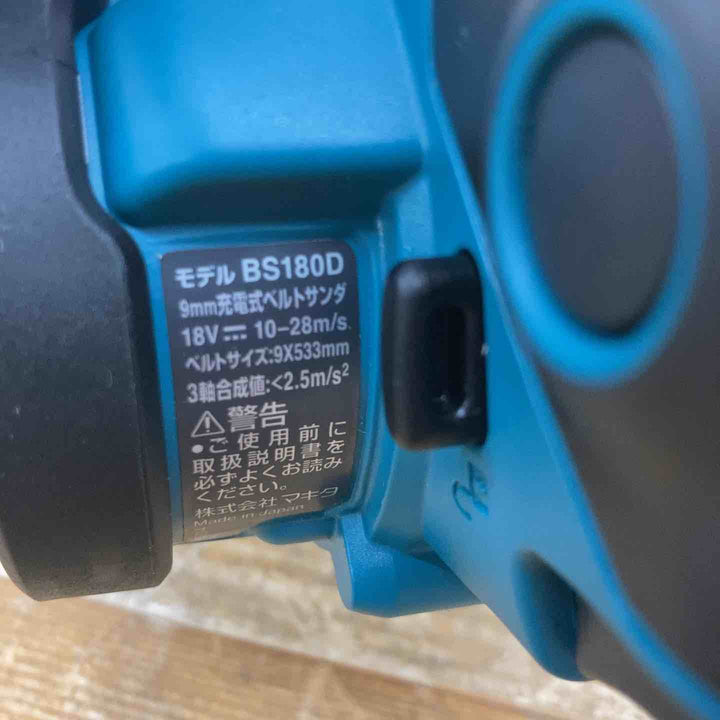 モデル BS180D
9mm充電式ベルトサンダ
18V⎓ 10-28m/s
ベルトサイズ:9X533mm
3軸合成値:<2.5m/s²
⚠警告
•ご使用前に
取扱説明書を
必ずよくお読み
ください。
株式会社 マキタ
Made in Japan